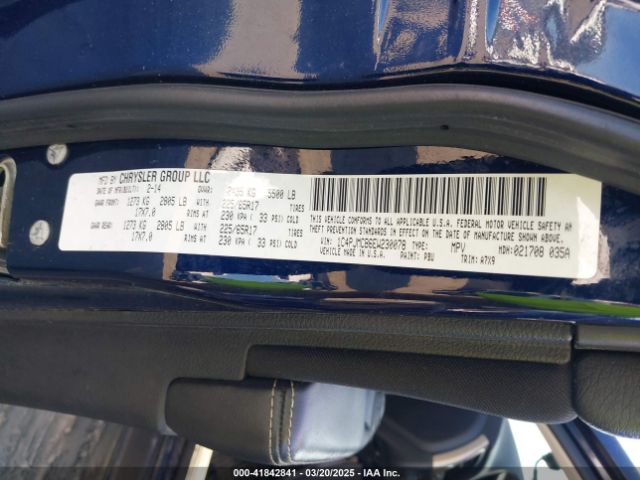 MFD BY CHRYSLER GROUP LLC
DATE OF MFR(BUILT): 2-14 GVWR: KG 5500 LB
GAWR FRONT: 1273 KG 2805 LB WITH 225/65R17 TIRES
17X7.0 RIMS AT 230 KPA ( 33 PSI) COLD
GAWR REAR: 1273 KG 2805 LB WITH 225/65R17 TIRES
17X7.0 RIMS AT 230 KPA ( 33 PSI) COLD
THIS VEHICLE CONFORMS TO ALL APPLICABLE U.S.A. FEDERAL MOTOR VEHICLE SAFETY AND
THEFT PREVENTION STANDARDS IN EFFECT ON THE DATE OF MANUFACTURE SHOWN ABOVE.
VIN: 1C4PJMCB6EW230078 TYPE: MPV MDH: 021708 035A
VEHICLE MADE IN U.S.A. PAINT: PBU TRIM: A7X9
00-41842841 | 03/20/2025 | IAA Inc.